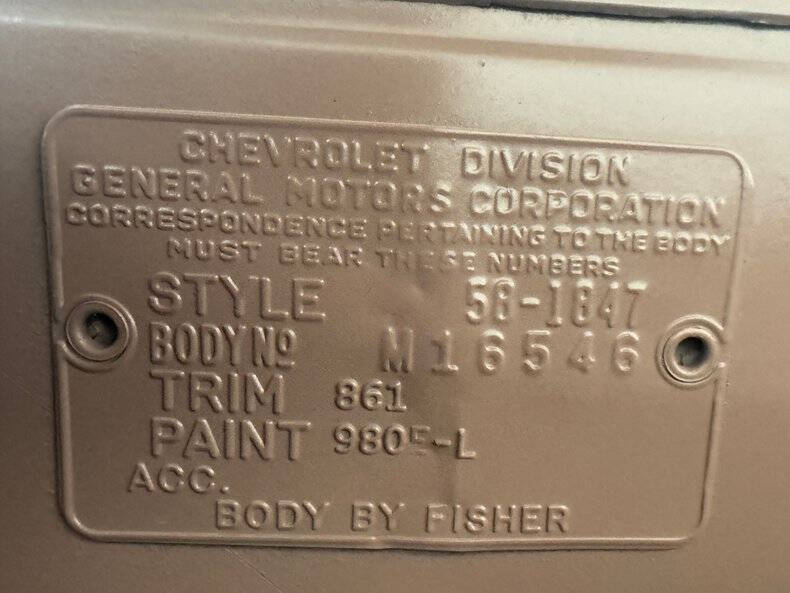 CHEVROLET DIVISION
GENERAL MOTORS CORPORATION
CORRESPONDENCE PERTAINING TO THE BODY
MUST BEAR THESE NUMBERS
STYLE 58-1847
BODY NO M16546
TRIM 861
PAINT
ACC.
BODY BY FISHER